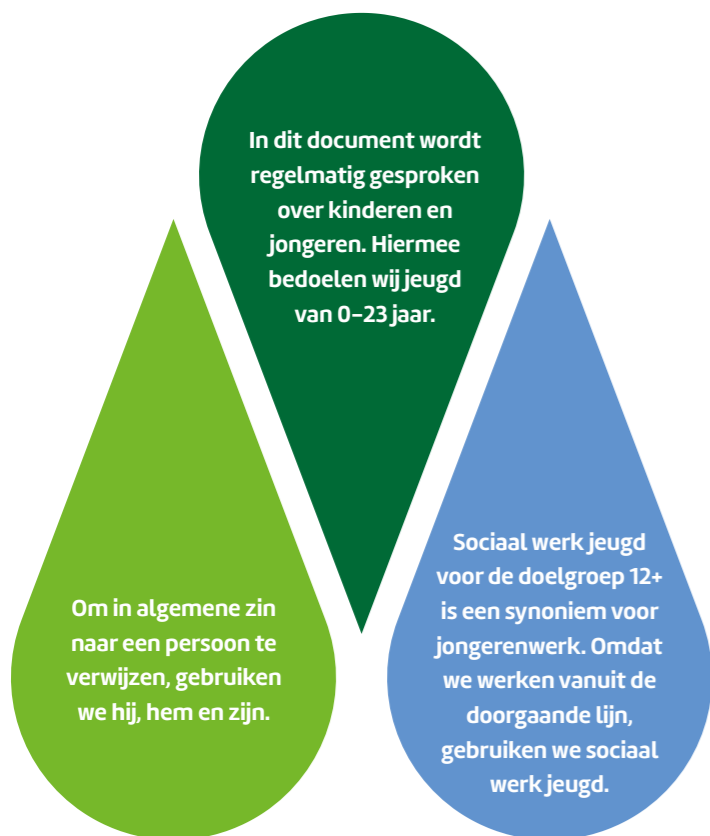 In dit document wordt
regelmatig gesproken
over kinderen en
jongeren. Hiermee
bedoelen wij jeugd
van 0-23 jaar.
Om in algemene zin
naar een persoon te
verwijzen, gebruiken
we hij, hem en zijn.
Sociaal werk jeugd
voor de doelgroep 12+
is een synoniem voor
jongerenwerk. Omdat
we werken vanuit de
doorgaande lijn,
gebruiken we sociaal
werk jeugd.